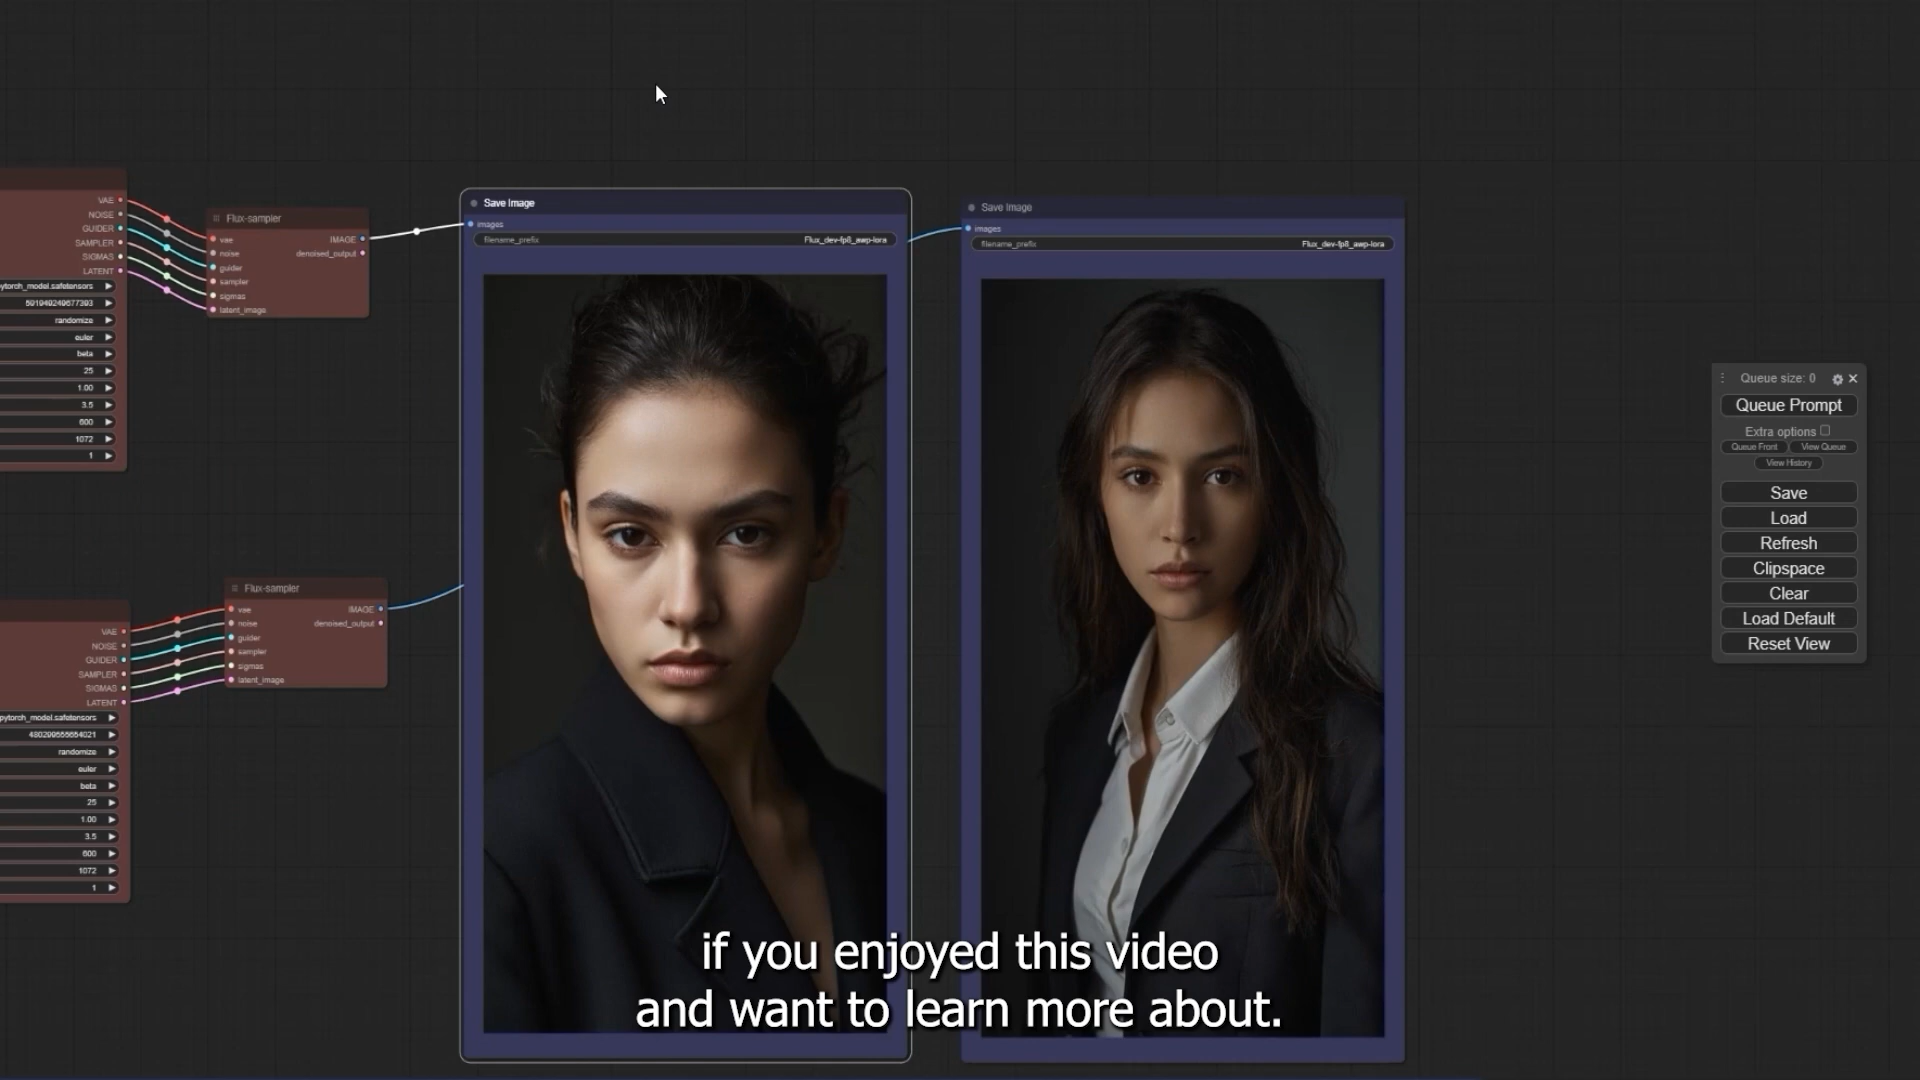 VAE
NOISE
GUIDER
SAMPLER
SIGMAS
LATENT
pytorch_model.safetensors
591949249677393
randomize
euler
beta
25
1.00
3.5
600
1072
1
Flux-sampler
vae
noise
guider
sampler
sigmas
latent_image
IMAGE
denoised_output
VAE
NOISE
GUIDER
SAMPLER
SIGMAS
LATENT
pytorch_model.safetensors
randomize
euler
beta
25
1.00
3.5
600
1072
1
Flux-sampler
vae
noise
guider
sampler
sigmas
latent_image
IMAGE
denoised_output
Save Image
images
filename_prefix Flux_dev-fp8_awp-lora
Save Image
images
filename_prefix Flux_dev-fp8_awp-lora
Queue size: 0
Queue Prompt
Extra options
Queue Front View Queue
View History
Save
Load
Refresh
Clipspace
Clear
Load Default
Reset View
if you enjoyed this video
and want to learn more about.